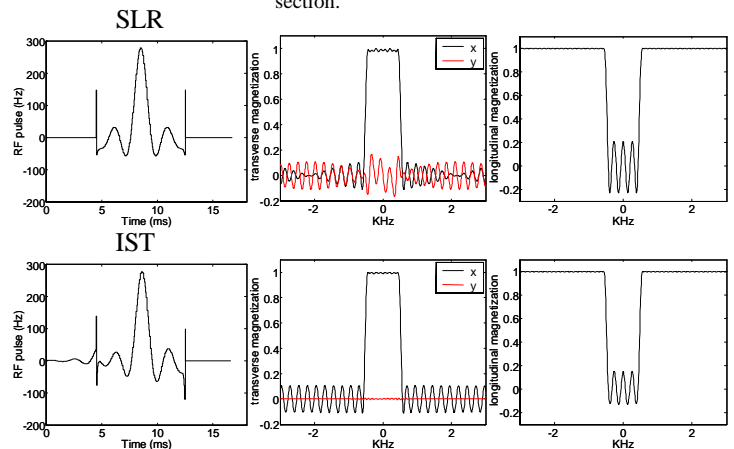 section.
SLR
300
200
100
0
-100
-200
0 5 10 15
RF pulse (Hz)
Time (ms)
1
0.8
0.6
0.4
0.2
0
-0.2
-2 0 2
transverse magnetization
KHz
x
y
1
0.8
0.6
0.4
0.2
0
-0.2
-2 0 2
longitudinal magnetization
KHz
IST
300
200
100
0
-100
-200
0 5 10 15
RF pulse (Hz)
Time (ms)
1
0.8
0.6
0.4
0.2
0
-0.2
-2 0 2
transverse magnetization
KHz
x
y
1
0.8
0.6
0.4
0.2
0
-0.2
-2 0 2
longitudinal magnetization
KHz